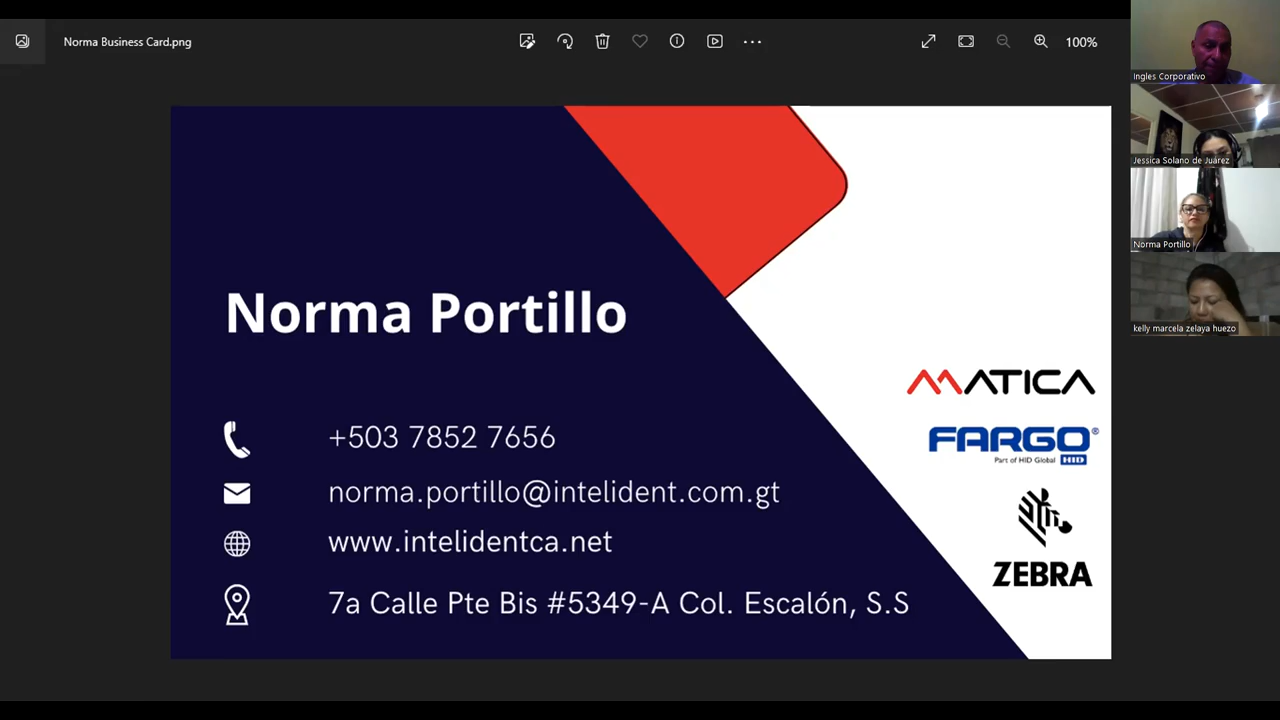 Norma Business Card.png
100%
Norma Portillo
+503 7852 7656
norma.portillo@intelident.com.gt
www.intelidentca.net
7a Calle Pte Bis #5349-A Col. Escalón, S.S
MATICA
FARGO®
Part of HID Global HID
ZEBRA
Ingles Corporativo
Jessica Solano de Juárez
Norma Portillo
kelly marcela zelaya huezo